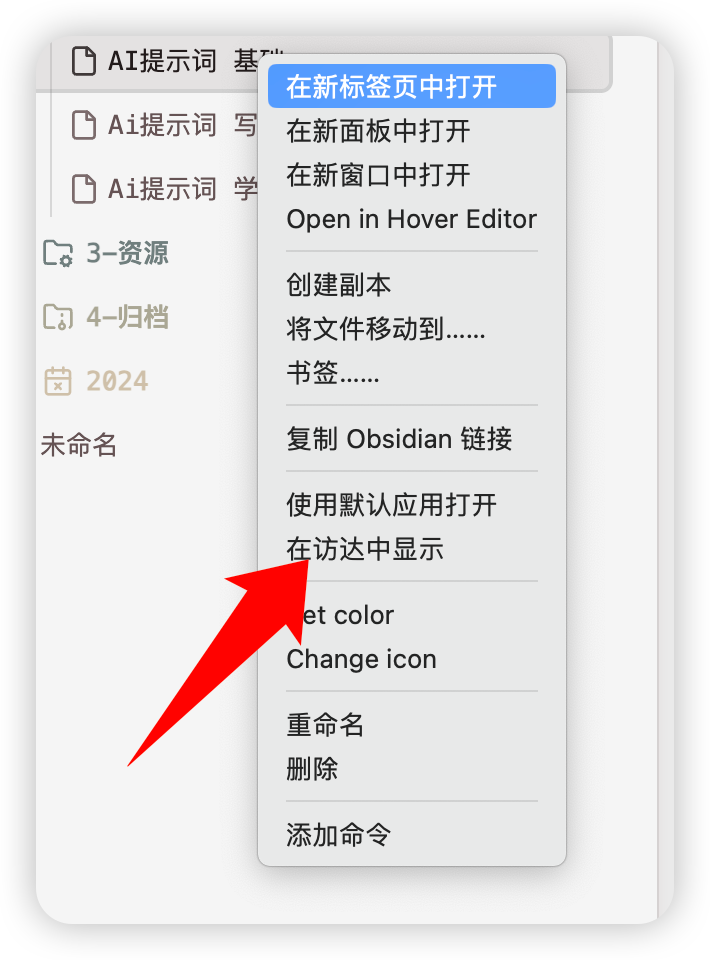 AI提示词 基础
在新标签页中打开
Ai提示词 写
在新面板中打开
在新窗口中打开
Ai提示词 学
Open in Hover Editor
3-资源
创建副本
4-归档
将文件移动到……
2024
书签……
未命名
复制 Obsidian 链接
使用默认应用打开
在访达中显示
et color
Change icon
重命名
删除
添加命令